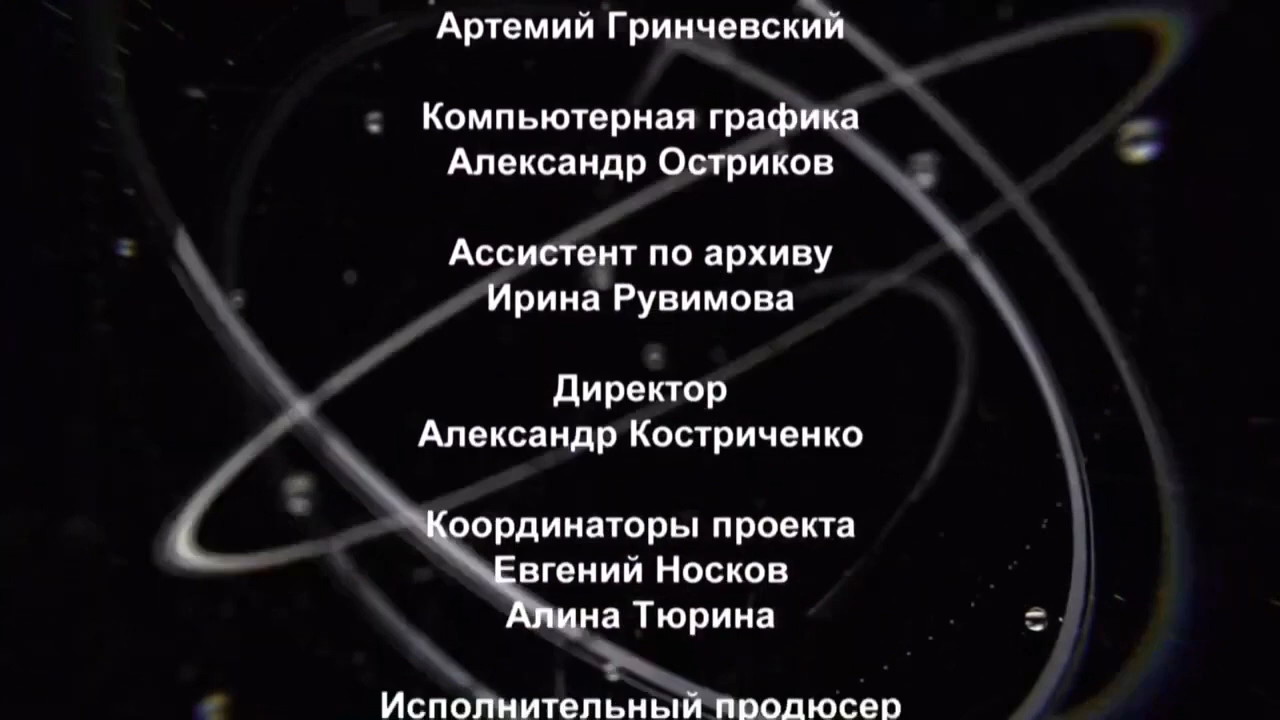 Артемий Гринчевский
Компьютерная графика
Александр Остриков
Ассистент по архиву
Ирина Рувимова
Директор
Александр Костриченко
Координаторы проекта
Евгений Носков
Алина Тюрина
Исполнительный продюсер